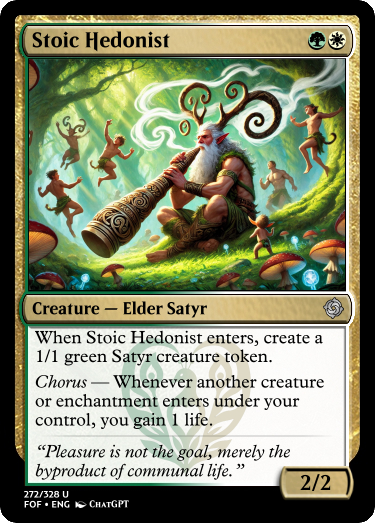 Stoic Hedonist
Creature — Elder Satyr
When Stoic Hedonist enters, create a
1/1 green Satyr creature token.
Chorus — Whenever another creature
or enchantment enters under your
control, you gain 1 life.
“Pleasure is not the goal, merely the
byproduct of communal life.”
2/2
272/328 U
FOF • ENG ChatGPT